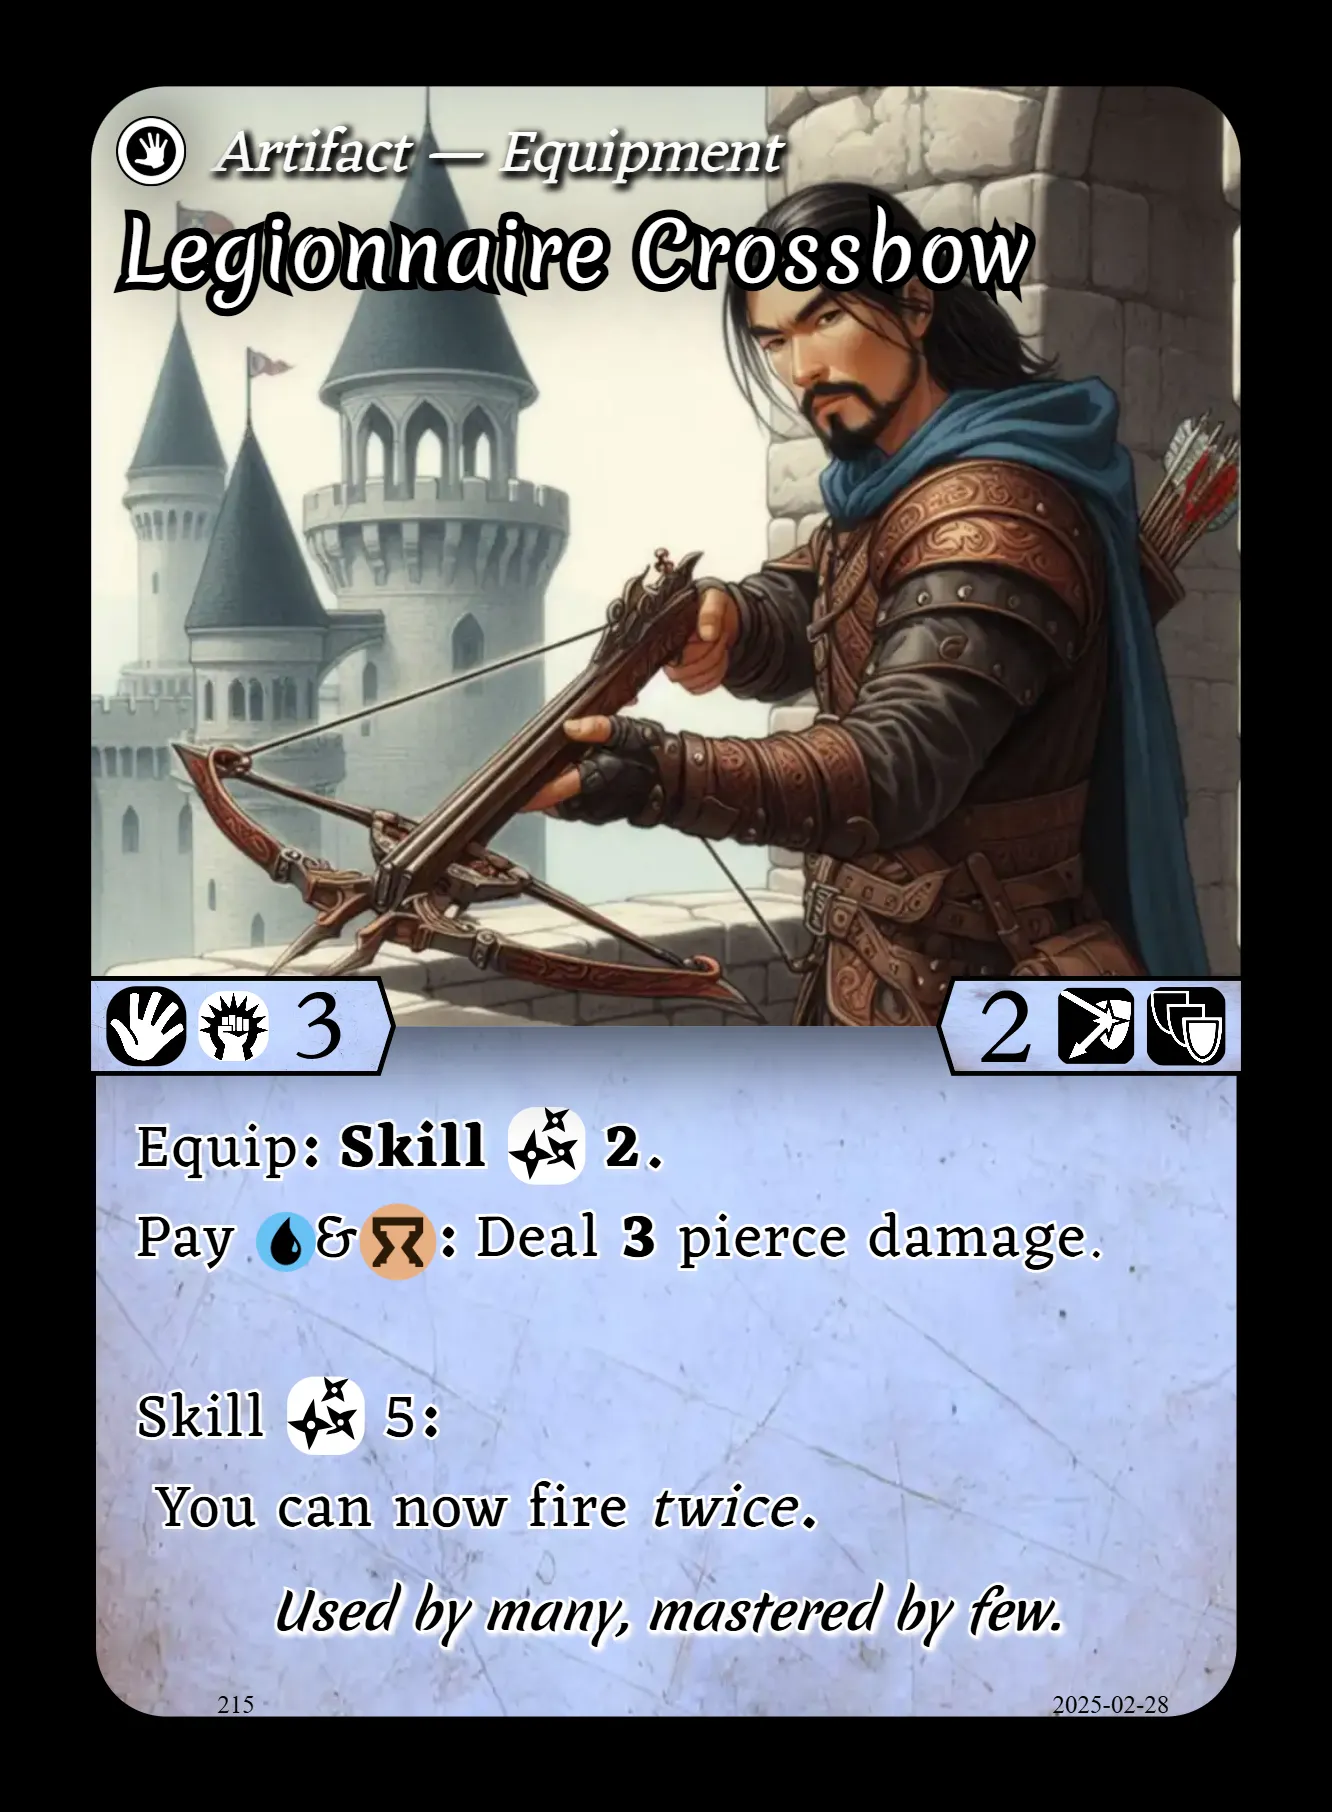 Artifact — Equipment
Legionnaire Crossbow
3
2
Equip: Skill 2.
Pay &: Deal 3 pierce damage.
Skill 5:
You can now fire twice.
Used by many, mastered by few.
215
2025-02-28